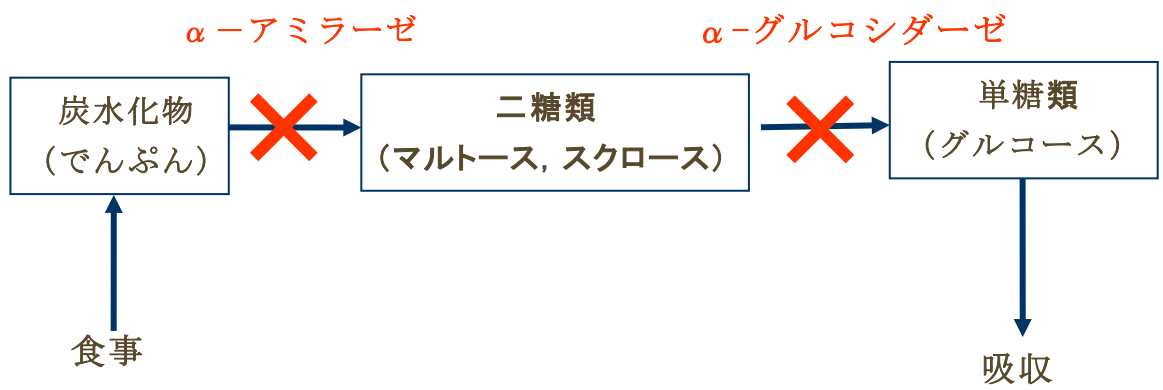 α－アミラーゼ
α-グルコシダーゼ
炭水化物
（でんぷん）
二糖類
（マルトース，スクロース）
単糖類
（グルコース）
食事
吸収